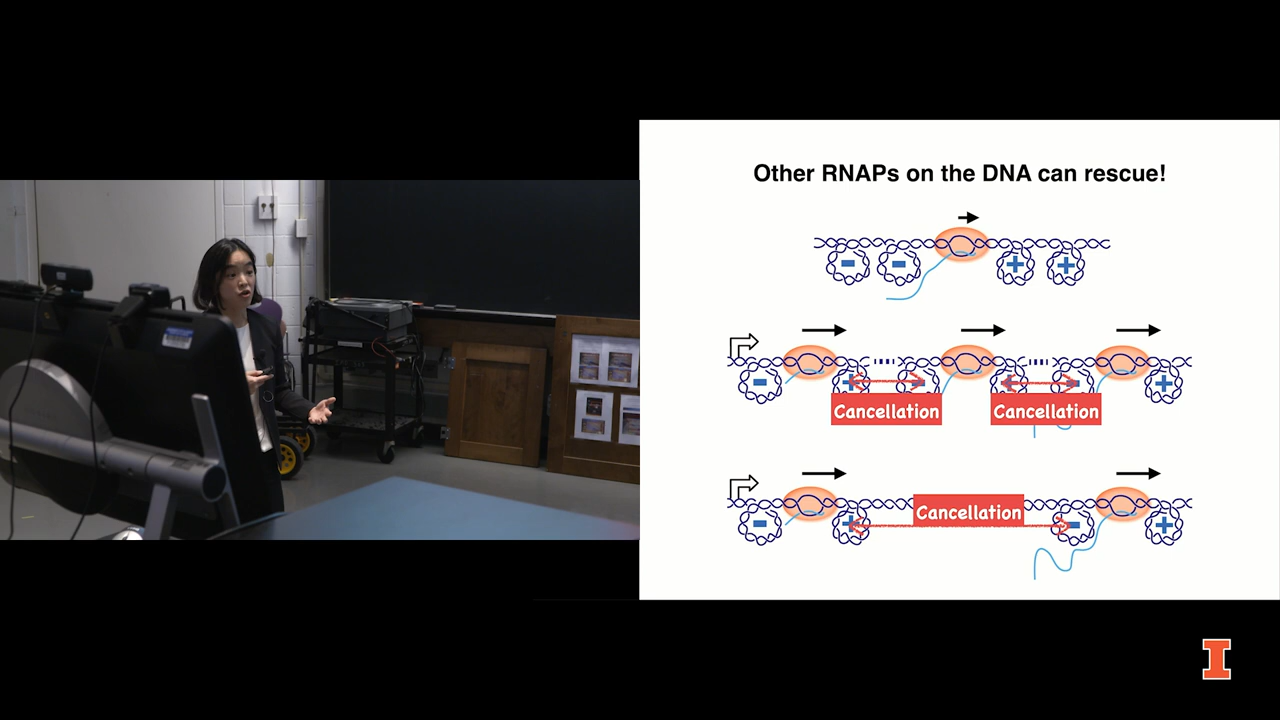 Other RNAPs on the DNA can rescue!
- - + +
- + - + - +
Cancellation Cancellation
Cancellation
- + - +
I